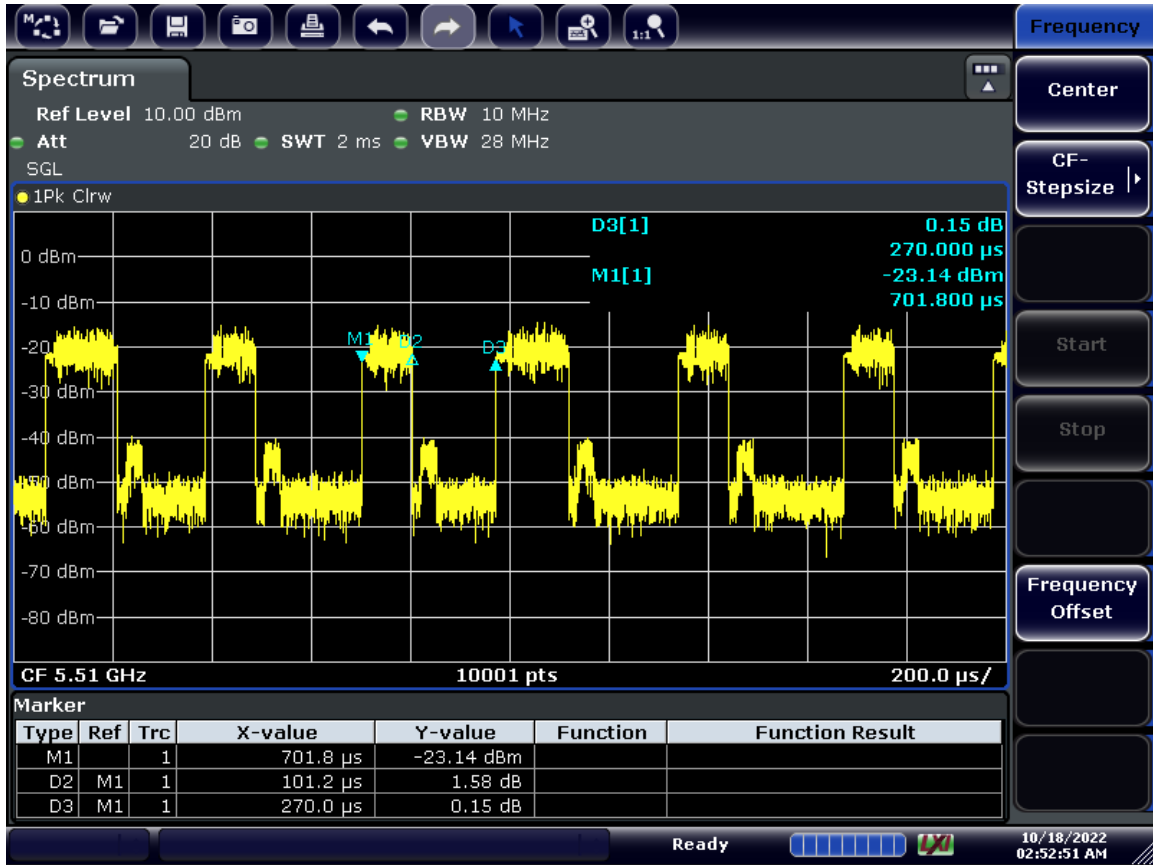 Frequency
Spectrum
Center
Ref Level 10.00 dBm RBW 10 MHz
Att 20 dB SWT 2 ms VBW 28 MHz
SGL
CF-
Stepsize
1Pk Clrw
D3[1] 0.15 dB
270.000 µs
M1[1] -23.14 dBm
701.800 µs
0 dBm
-10 dBm
M1 D2 D3
-30 dBm
-40 dBm
-60 dBm
-70 dBm
-80 dBm
Start
Stop
Frequency
Offset
CF 5.51 GHz 10001 pts 200.0 µs/
Marker
Type Ref Trc X-value Y-value Function Function Result
M1 1 701.8 µs -23.14 dBm
D2 M1 1 101.2 µs 1.58 dB
D3 M1 1 270.0 µs 0.15 dB
Ready LXI 10/18/2022
02:52:51 AM